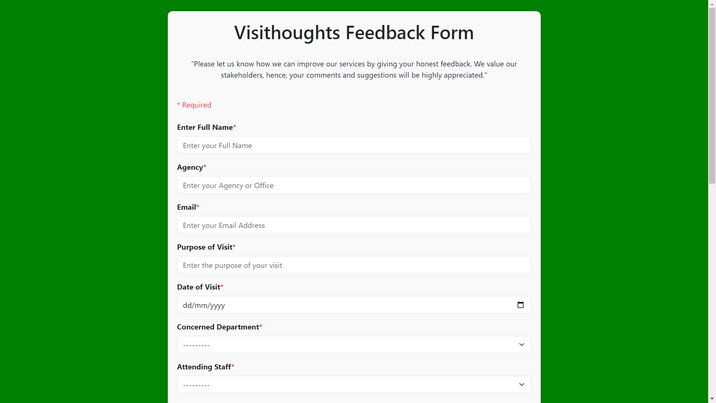 Visithoughts Feedback Form
"Please let us know how we can improve our services by giving your honest feedback. We value our
stakeholders, hence, your comments and suggestions will be highly appreciated."
* Required
Enter Full Name*
Enter your Full Name
Agency*
Enter your Agency or Office
Email*
Enter your Email Address
Purpose of Visit*
Enter the purpose of your visit
Date of Visit*
dd/mm/yyyy
Concerned Department*
---------
Attending Staff*
---------